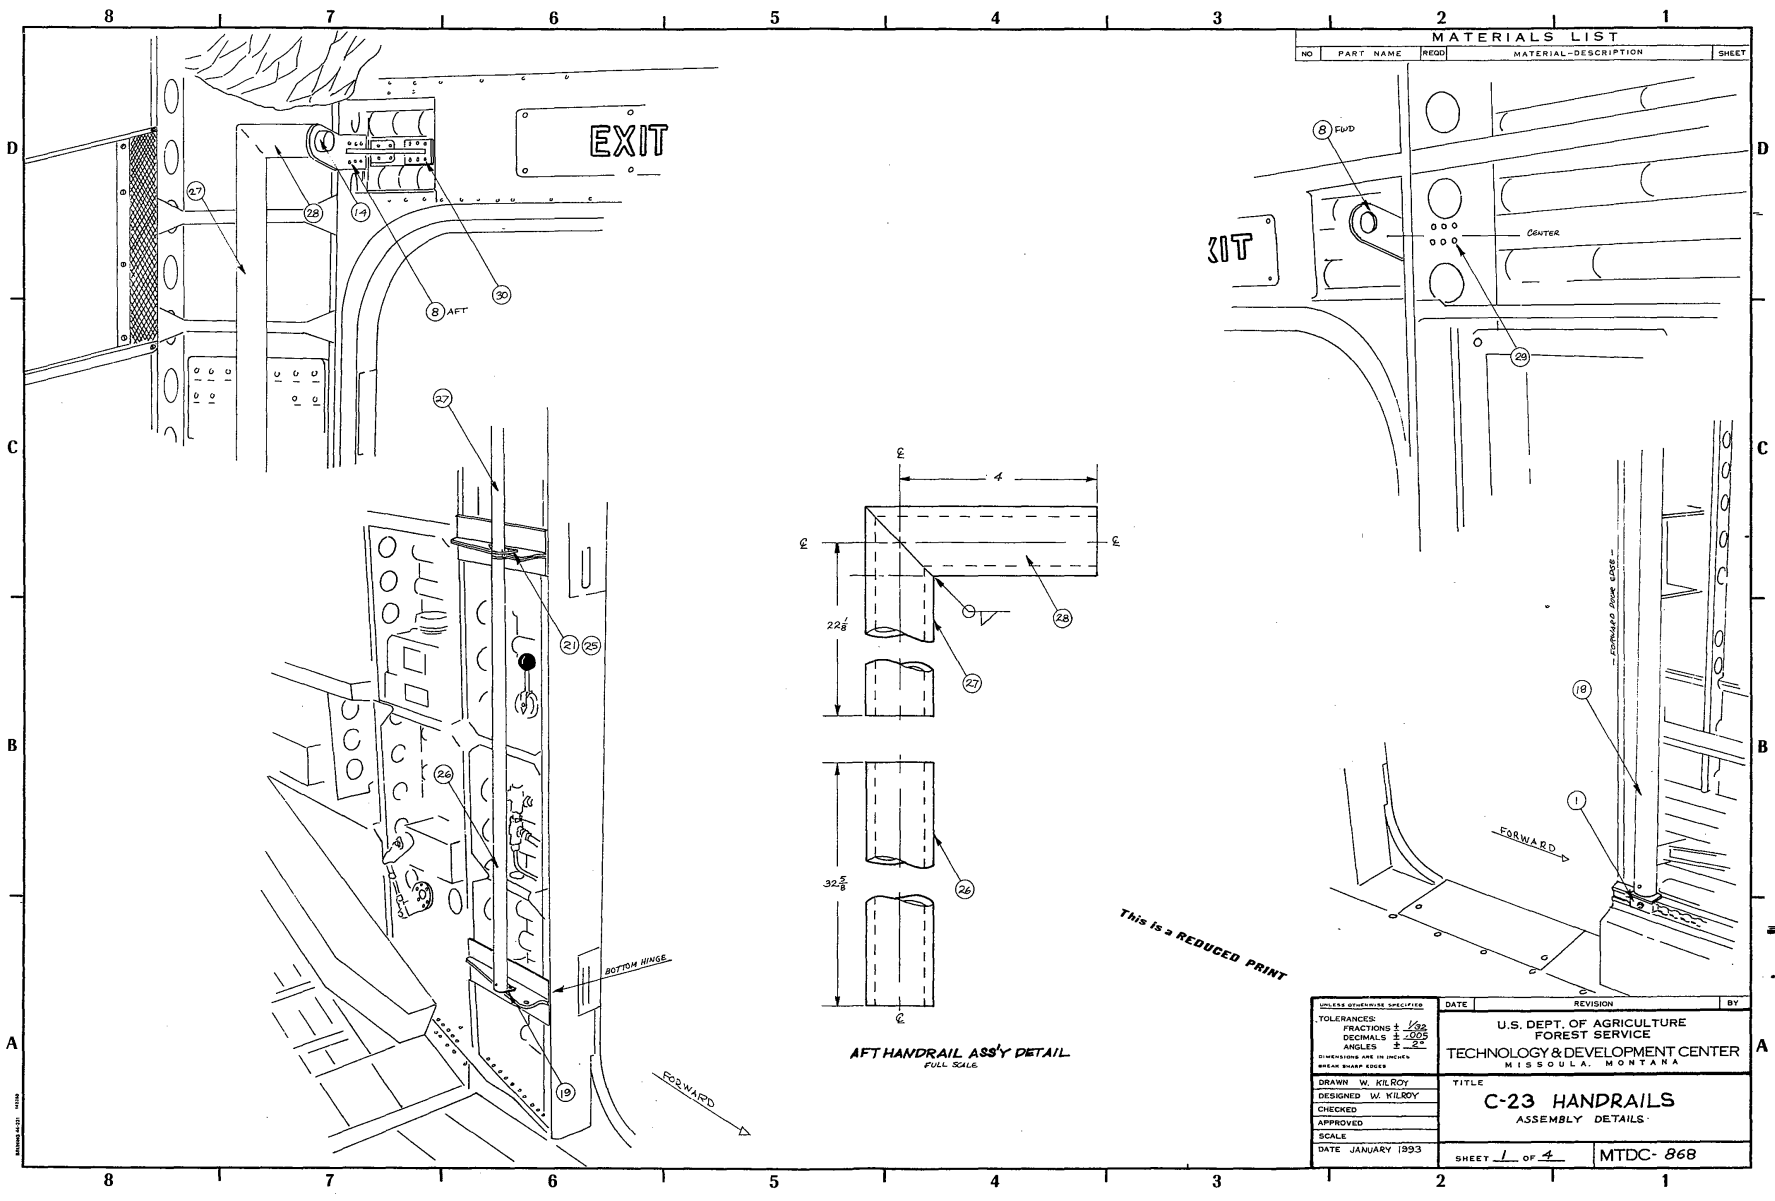 8 7 6 5 4 3 2 1
MATERIALS LIST
NO PART NAME REQD MATERIAL-DESCRIPTION SHEET
D
D
EXIT
8 FWD
27
28
14
XIT
CENTER
30
8 AFT
29
27
C
C
℄
4
℄
℄
-FORWARD DOOR EDGE-
22 1/8
28
21 25
27
18
B
B
26
1
FORWARD
32 5/8
26
This is a REDUCED PRINT
BOTTOM HINGE
℄
AFT HANDRAIL ASS'Y DETAIL
FULL SCALE
A
A
19
FORWARD
UNLESS OTHERWISE SPECIFIED
TOLERANCES:
FRACTIONS ± 1/32
DECIMALS ± .005
ANGLES ± 2°
DIMENSIONS ARE IN INCHES
BREAK SHARP EDGES
DATE REVISION BY
U.S. DEPT. OF AGRICULTURE
FOREST SERVICE
TECHNOLOGY & DEVELOPMENT CENTER
MISSOULA, MONTANA
DRAWN W. KILROY
DESIGNED W. KILROY
CHECKED
APPROVED
SCALE
DATE JANUARY 1993
TITLE
C-23 HANDRAILS
ASSEMBLY DETAILS
SHEET 1 OF 4
MTDC- 868
8 7 6 5 4 3 2 1